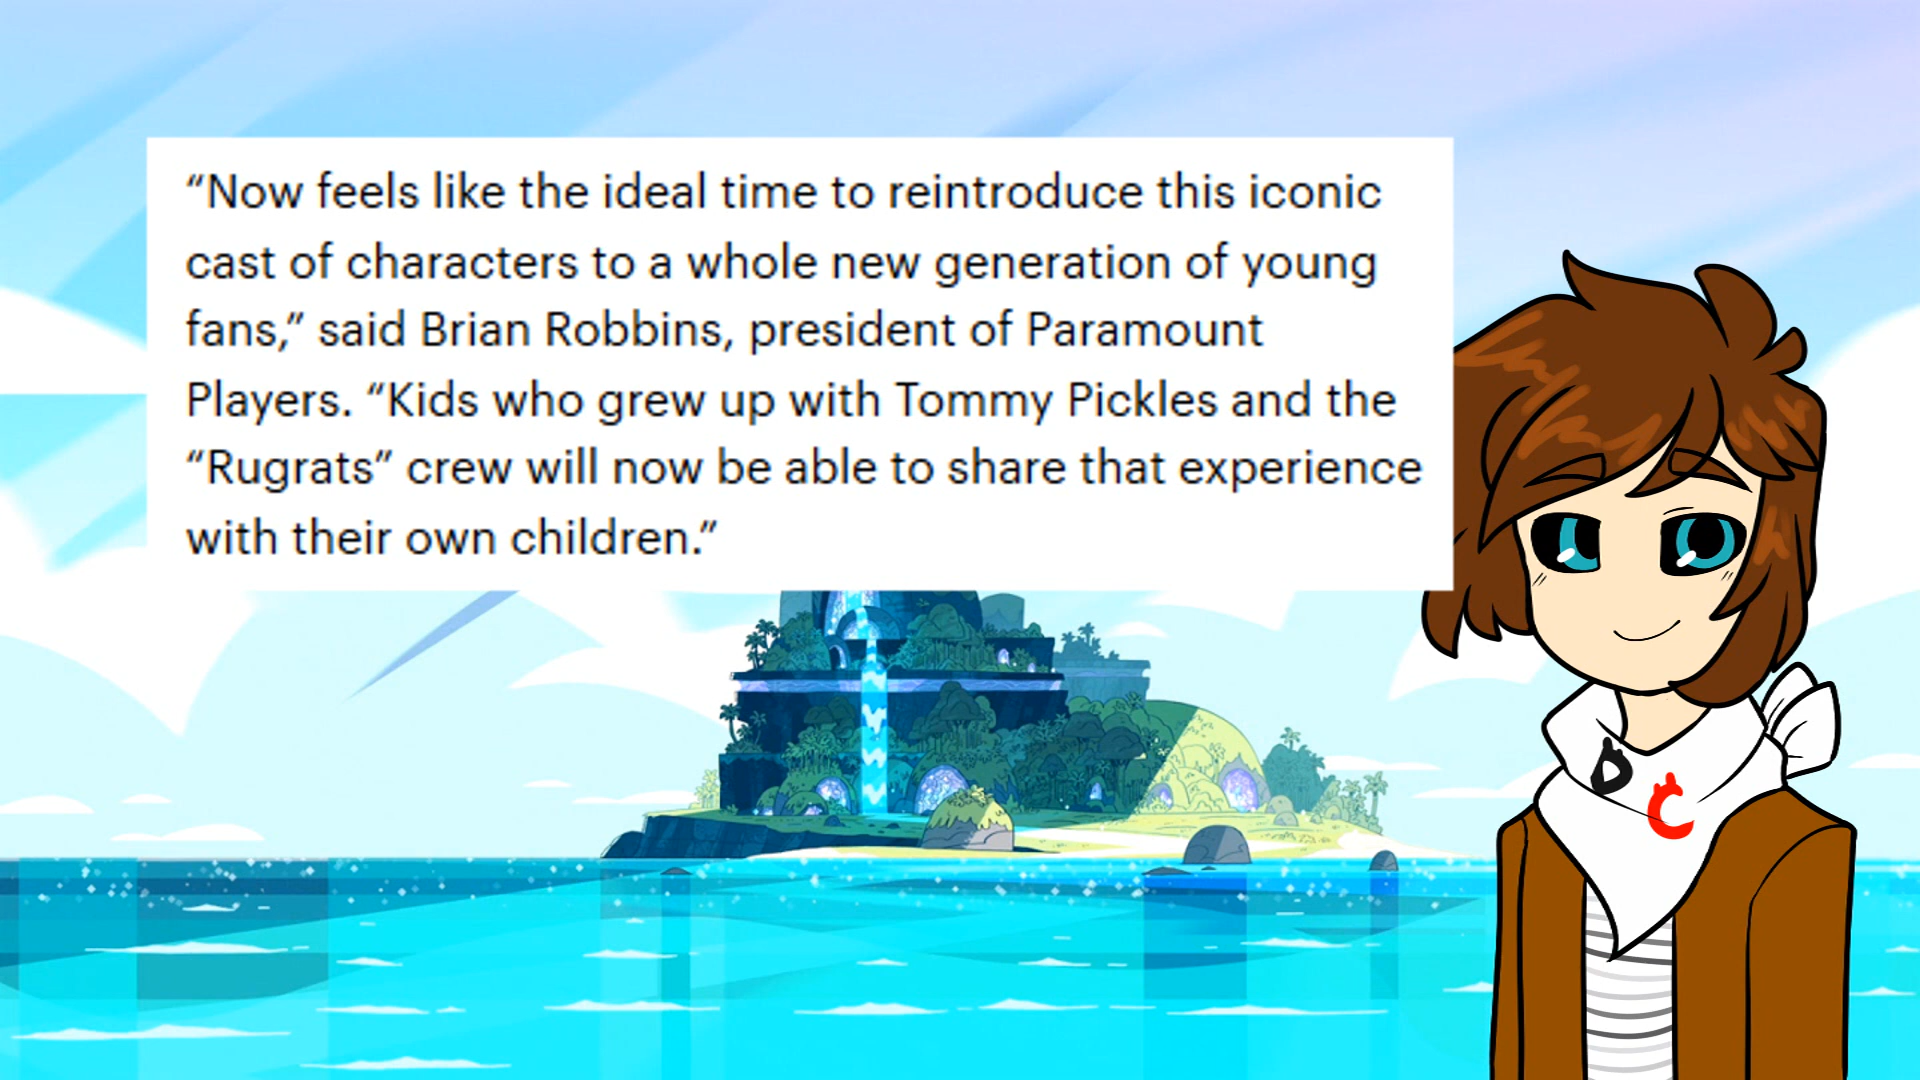 “Now feels like the ideal time to reintroduce this iconic
cast of characters to a whole new generation of young
fans,” said Brian Robbins, president of Paramount
Players. “Kids who grew up with Tommy Pickles and the
“Rugrats” crew will now be able to share that experience
with their own children.”
D C